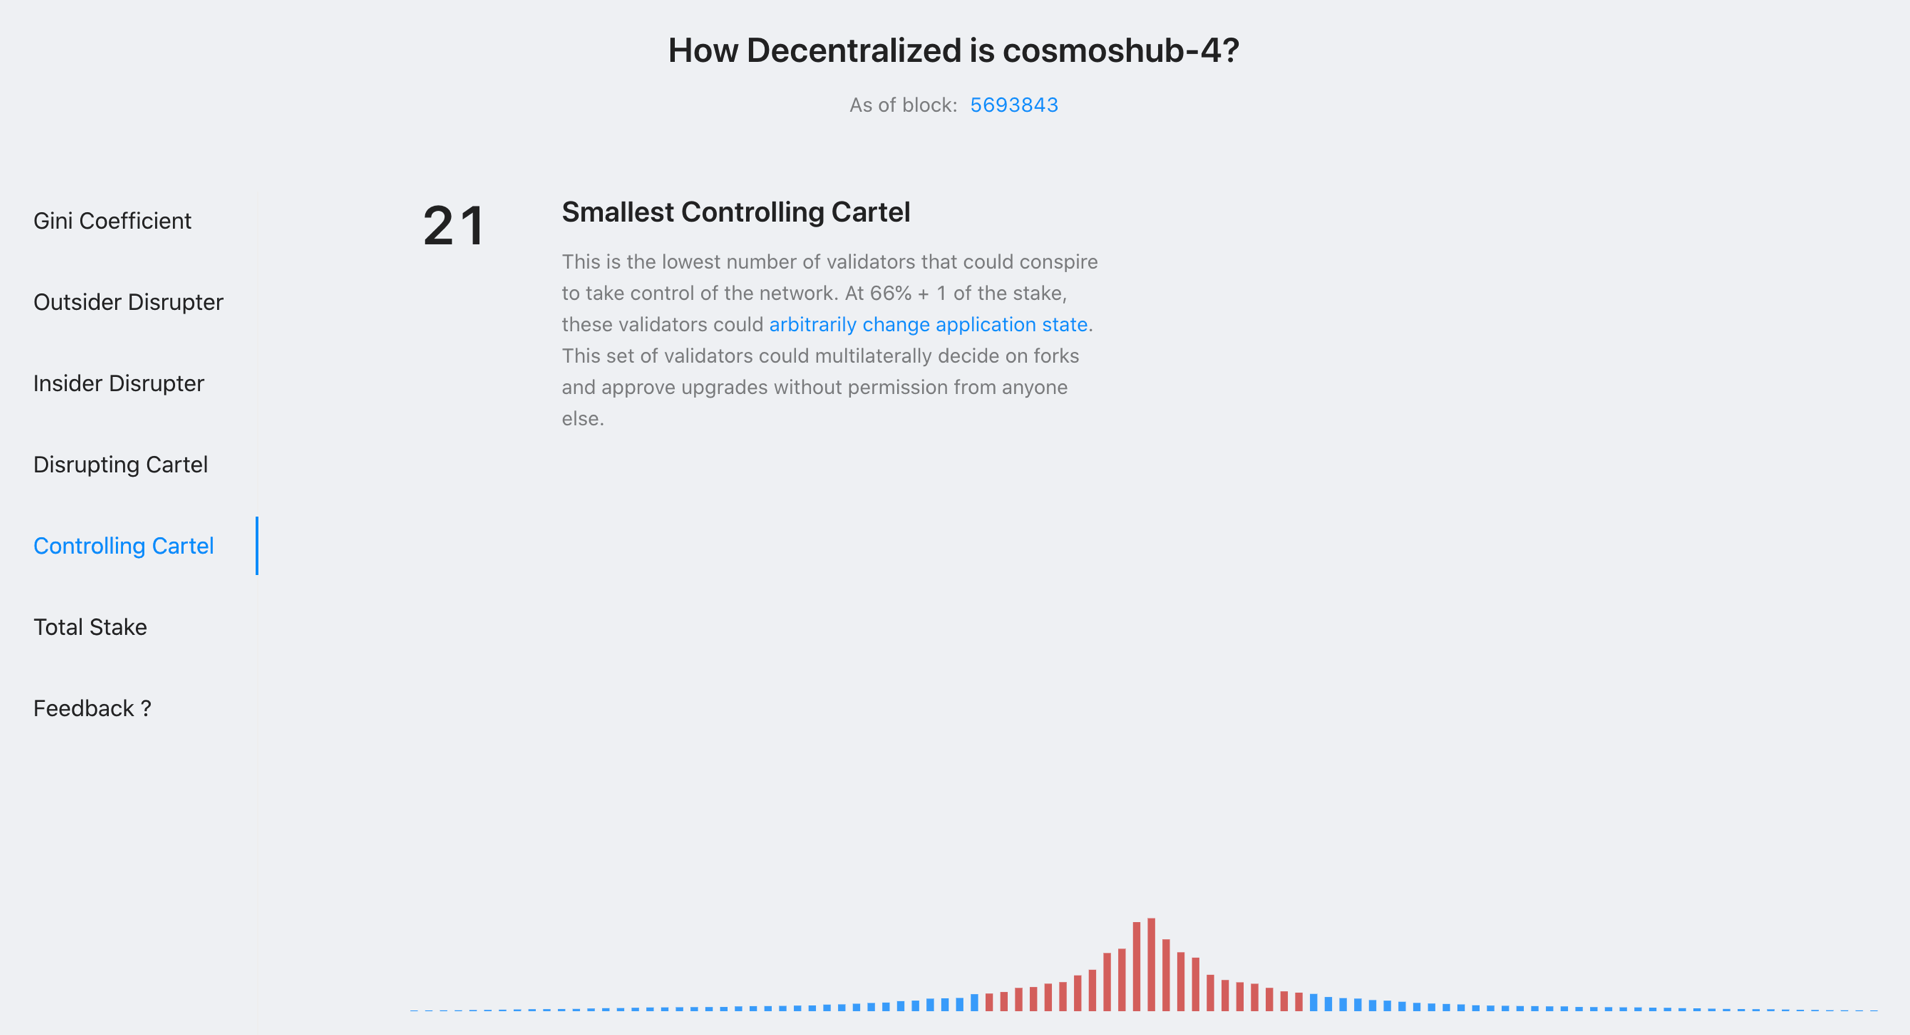 How Decentralized is cosmoshub-4?
As of block: 5693843
Gini Coefficient
Outsider Disrupter
Insider Disrupter
Disrupting Cartel
Controlling Cartel
Total Stake
Feedback ?
21
Smallest Controlling Cartel
This is the lowest number of validators that could conspire
to take control of the network. At 66% + 1 of the stake,
these validators could arbitrarily change application state.
This set of validators could multilaterally decide on forks
and approve upgrades without permission from anyone
else.